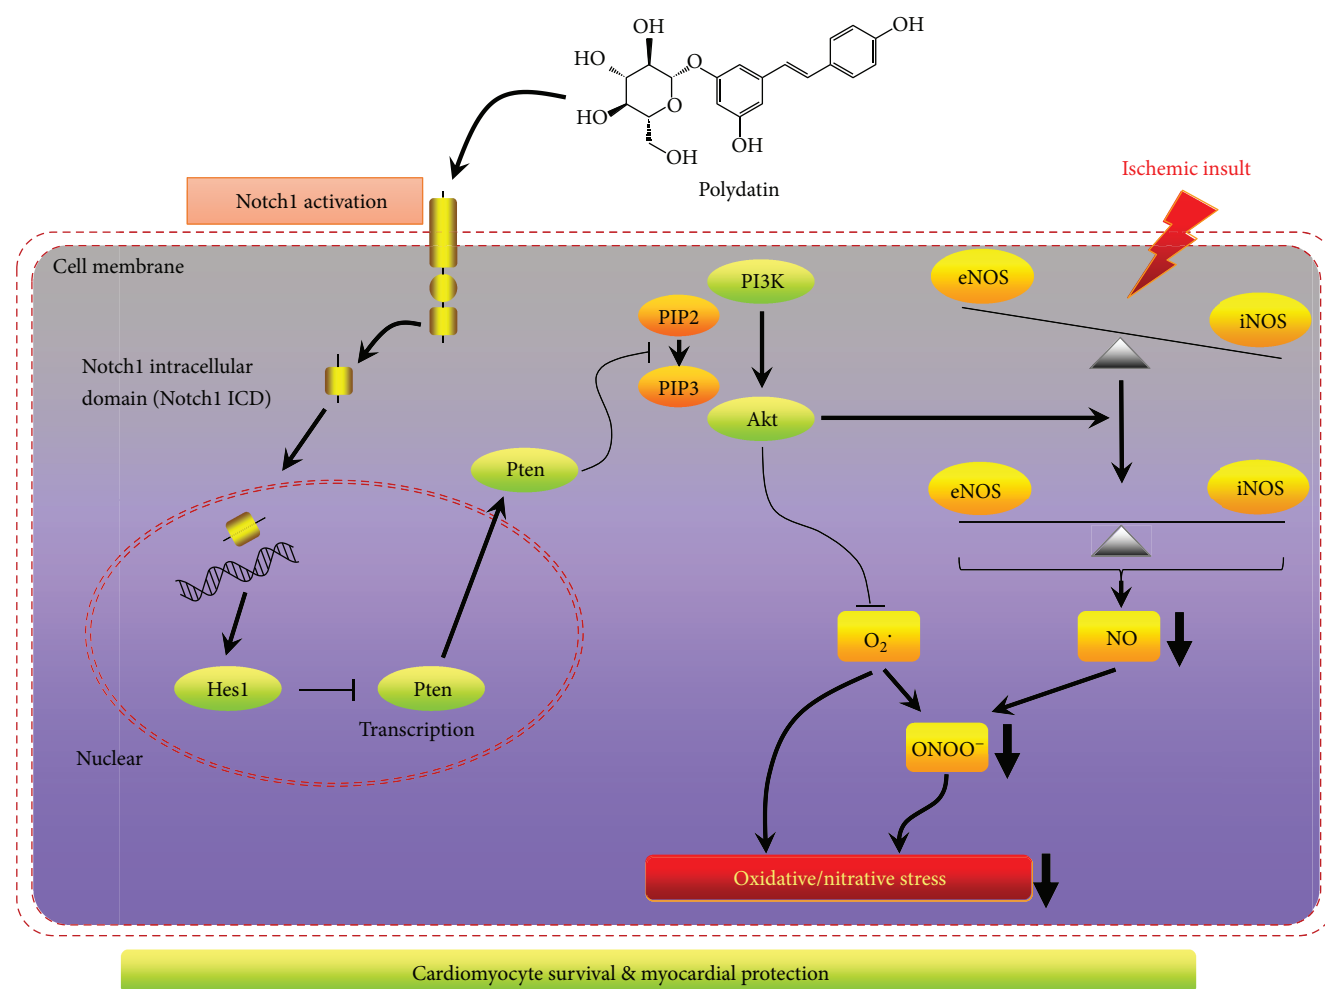 OH
OH
HO
O
HO
O
OH
OH
Polydatin
Ischemic insult
Notch1 activation
Cell membrane
PI3K
eNOS
iNOS
PIP2
Notch1 intracellular
domain (Notch1 ICD)
PIP3
Akt
Pten
eNOS
iNOS
O2•
NO
Hes1
Pten
Transcription
Nuclear
ONOO−
Oxidative/nitrative stress
Cardiomyocyte survival & myocardial protection